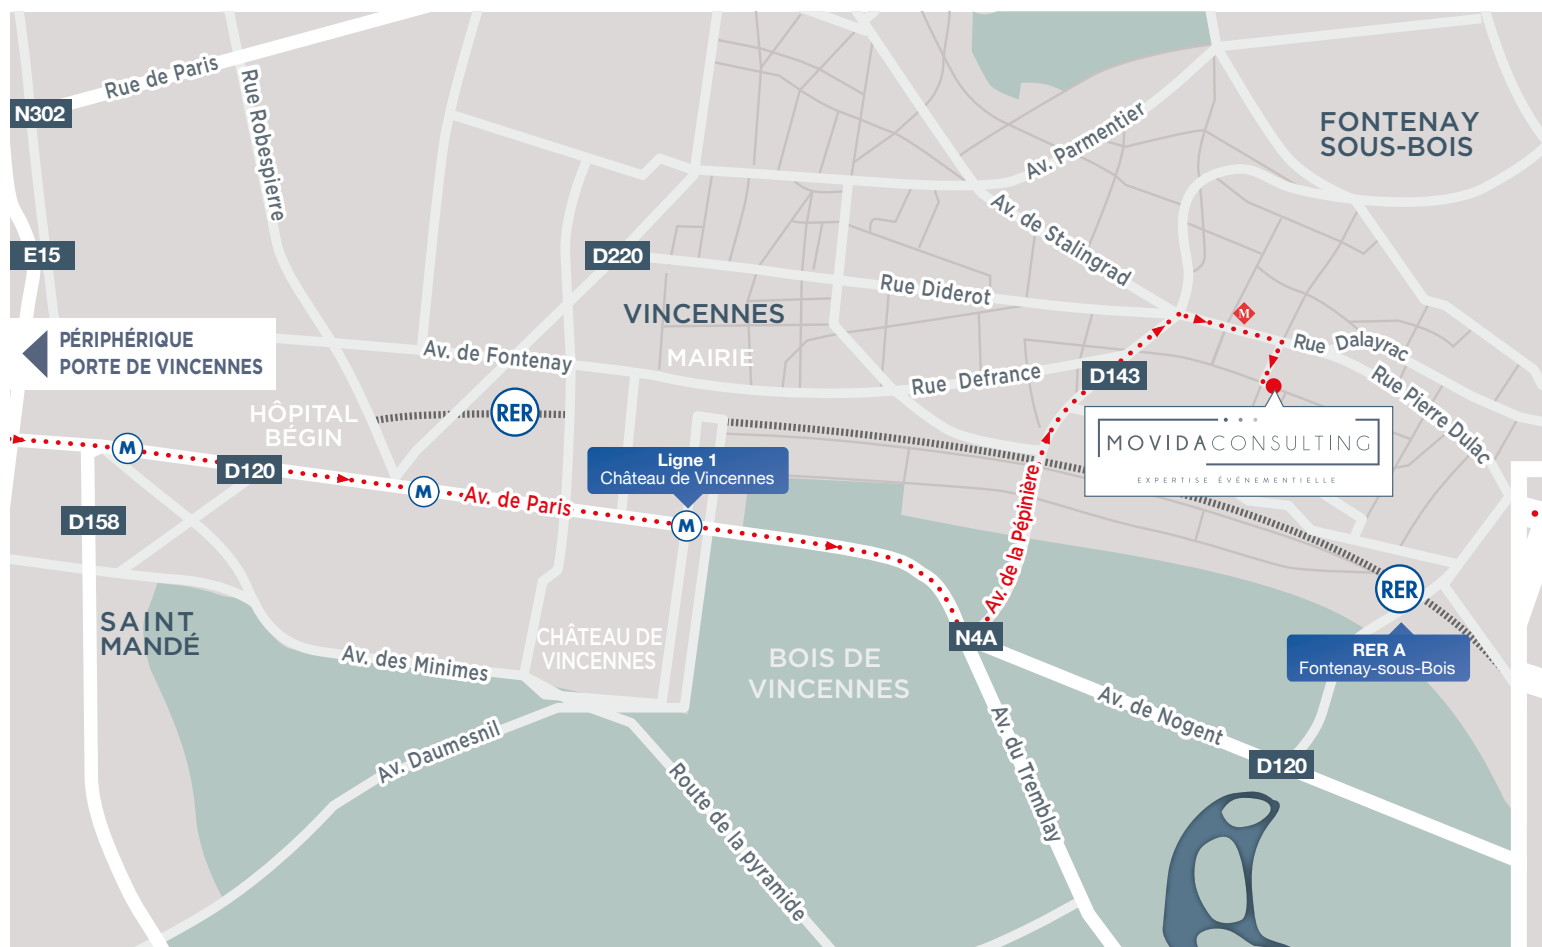 Rue de Paris
N302
Rue Robespierre
FONTENAY
SOUS-BOIS
Av. Parmentier
Av. de Stalingrad
E15
D220
Rue Diderot
VINCENNES
MAIRIE
M
PÉRIPHÉRIQUE
PORTE DE VINCENNES
Av. de Fontenay
Rue Dalayrac
Rue Defrance
D143
Rue Pierre Dulac
HÔPITAL
BÉGIN
RER
MOVIDACONSULTING
EXPERTISE ÉVÉNEMENTIELLE
M
D120
M
Av. de Paris
Ligne 1
Château de Vincennes
M
Av. de la Pépinière
D158
RER
RER A
Fontenay-sous-Bois
SAINT
MANDÉ
CHÂTEAU DE
VINCENNES
N4A
BOIS DE
VINCENNES
Av. des Minimes
Av. de Nogent
Av. Daumesnil
Av. du Tremblay
D120
Route de la pyramide